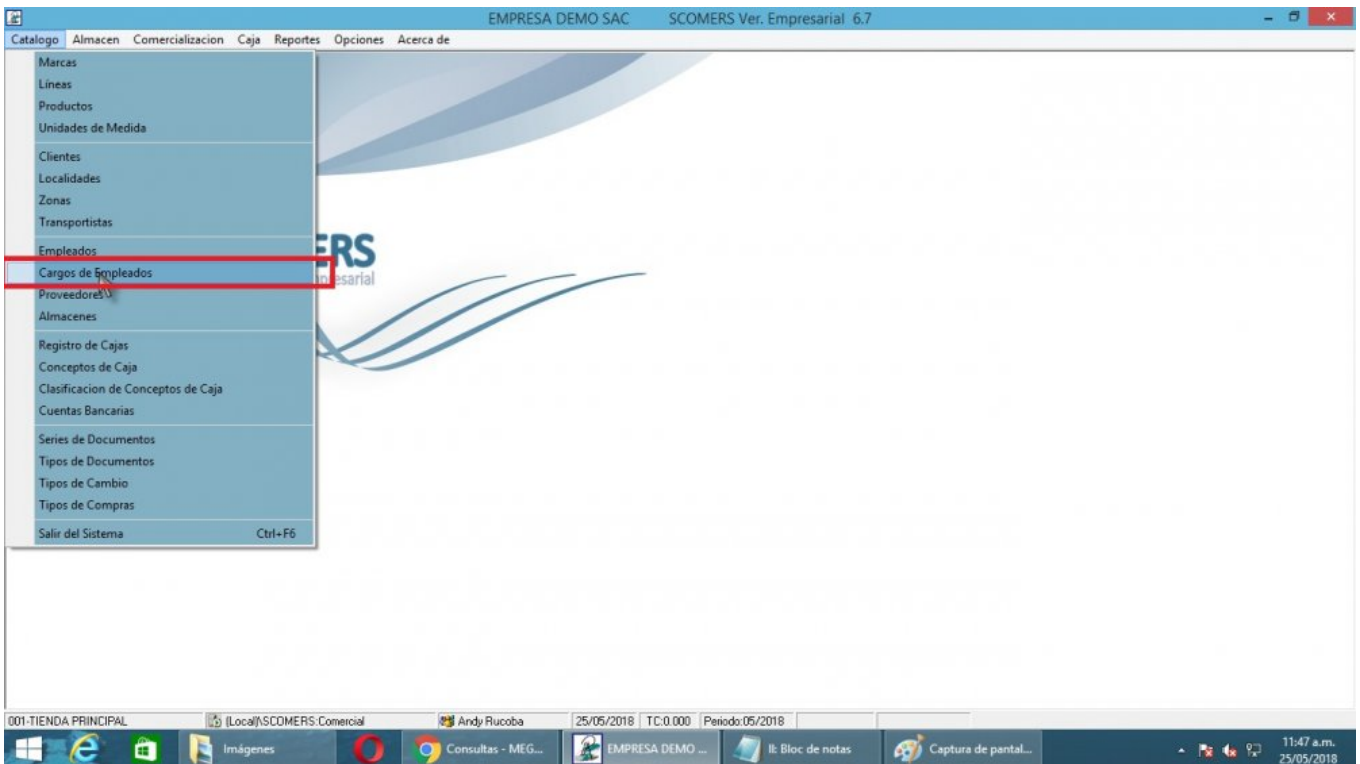 EMPRESA DEMO SAC SCOMERS Ver. Empresarial 6.7
Catalogo Almacen Comercializacion Caja Reportes Opciones Acerca de
Marcas
Líneas
Productos
Unidades de Medida
Clientes
Localidades
Zonas
Transportistas
Empleados
Cargos de Empleados
Proveedores
Almacenes
Registro de Cajas
Conceptos de Caja
Clasificacion de Conceptos de Caja
Cuentas Bancarias
Series de Documentos
Tipos de Documentos
Tipos de Cambio
Tipos de Compras
Salir del Sistema Ctrl+F6
ERS
presarial
001-TIENDA PRINCIPAL (Local)\SCOMERS:Comercial Andy Rucoba 25/05/2018 TC:0.000 Periodo:05/2018
Imágenes Consultas - MEG... EMPRESA DEMO ... II: Bloc de notas Captura de pantal... 11:47 a.m.
25/05/2018